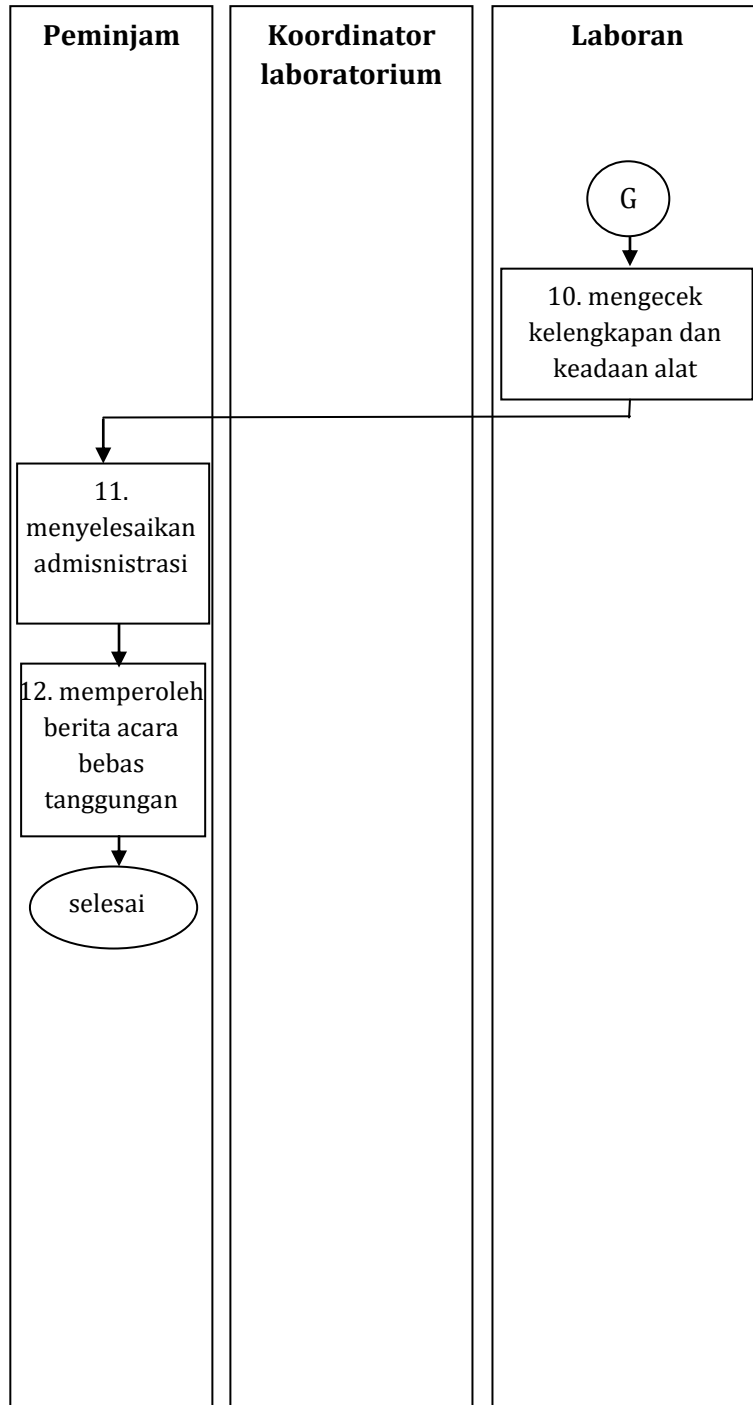 Peminjam
Koordinator
laboratorium
Laboran
G
10. mengecek
kelengkapan dan
keadaan alat
11.
menyelesaikan
admisnistrasi
12. memperoleh
berita acara
bebas
tanggungan
selesai